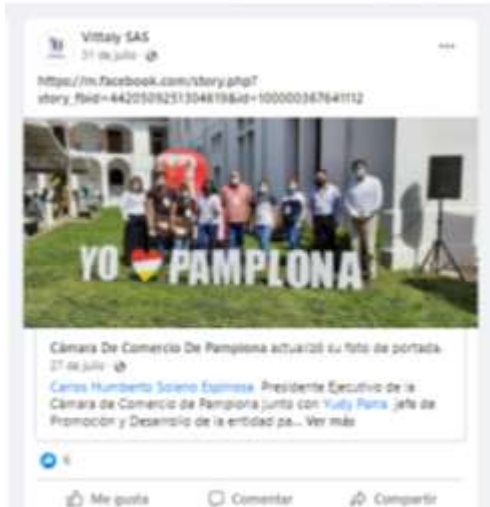 Vittaly SAS
31 de julio
https://m.facebook.com/story.php?
story_fbid=4420509251304619&id=100000367641112
YO PAMPLONA
Cámara De Comercio De Pamplona actualizó su foto de portada.
27 de julio
Carlos Humberto Solano Espinosa Presidente Ejecutivo de la
Cámara de Comercio de Pamplona junto con Yudy Parra jefe de
Promoción y Desarrollo de la entidad pa... Ver más
6
Me gusta Comentar Compartir